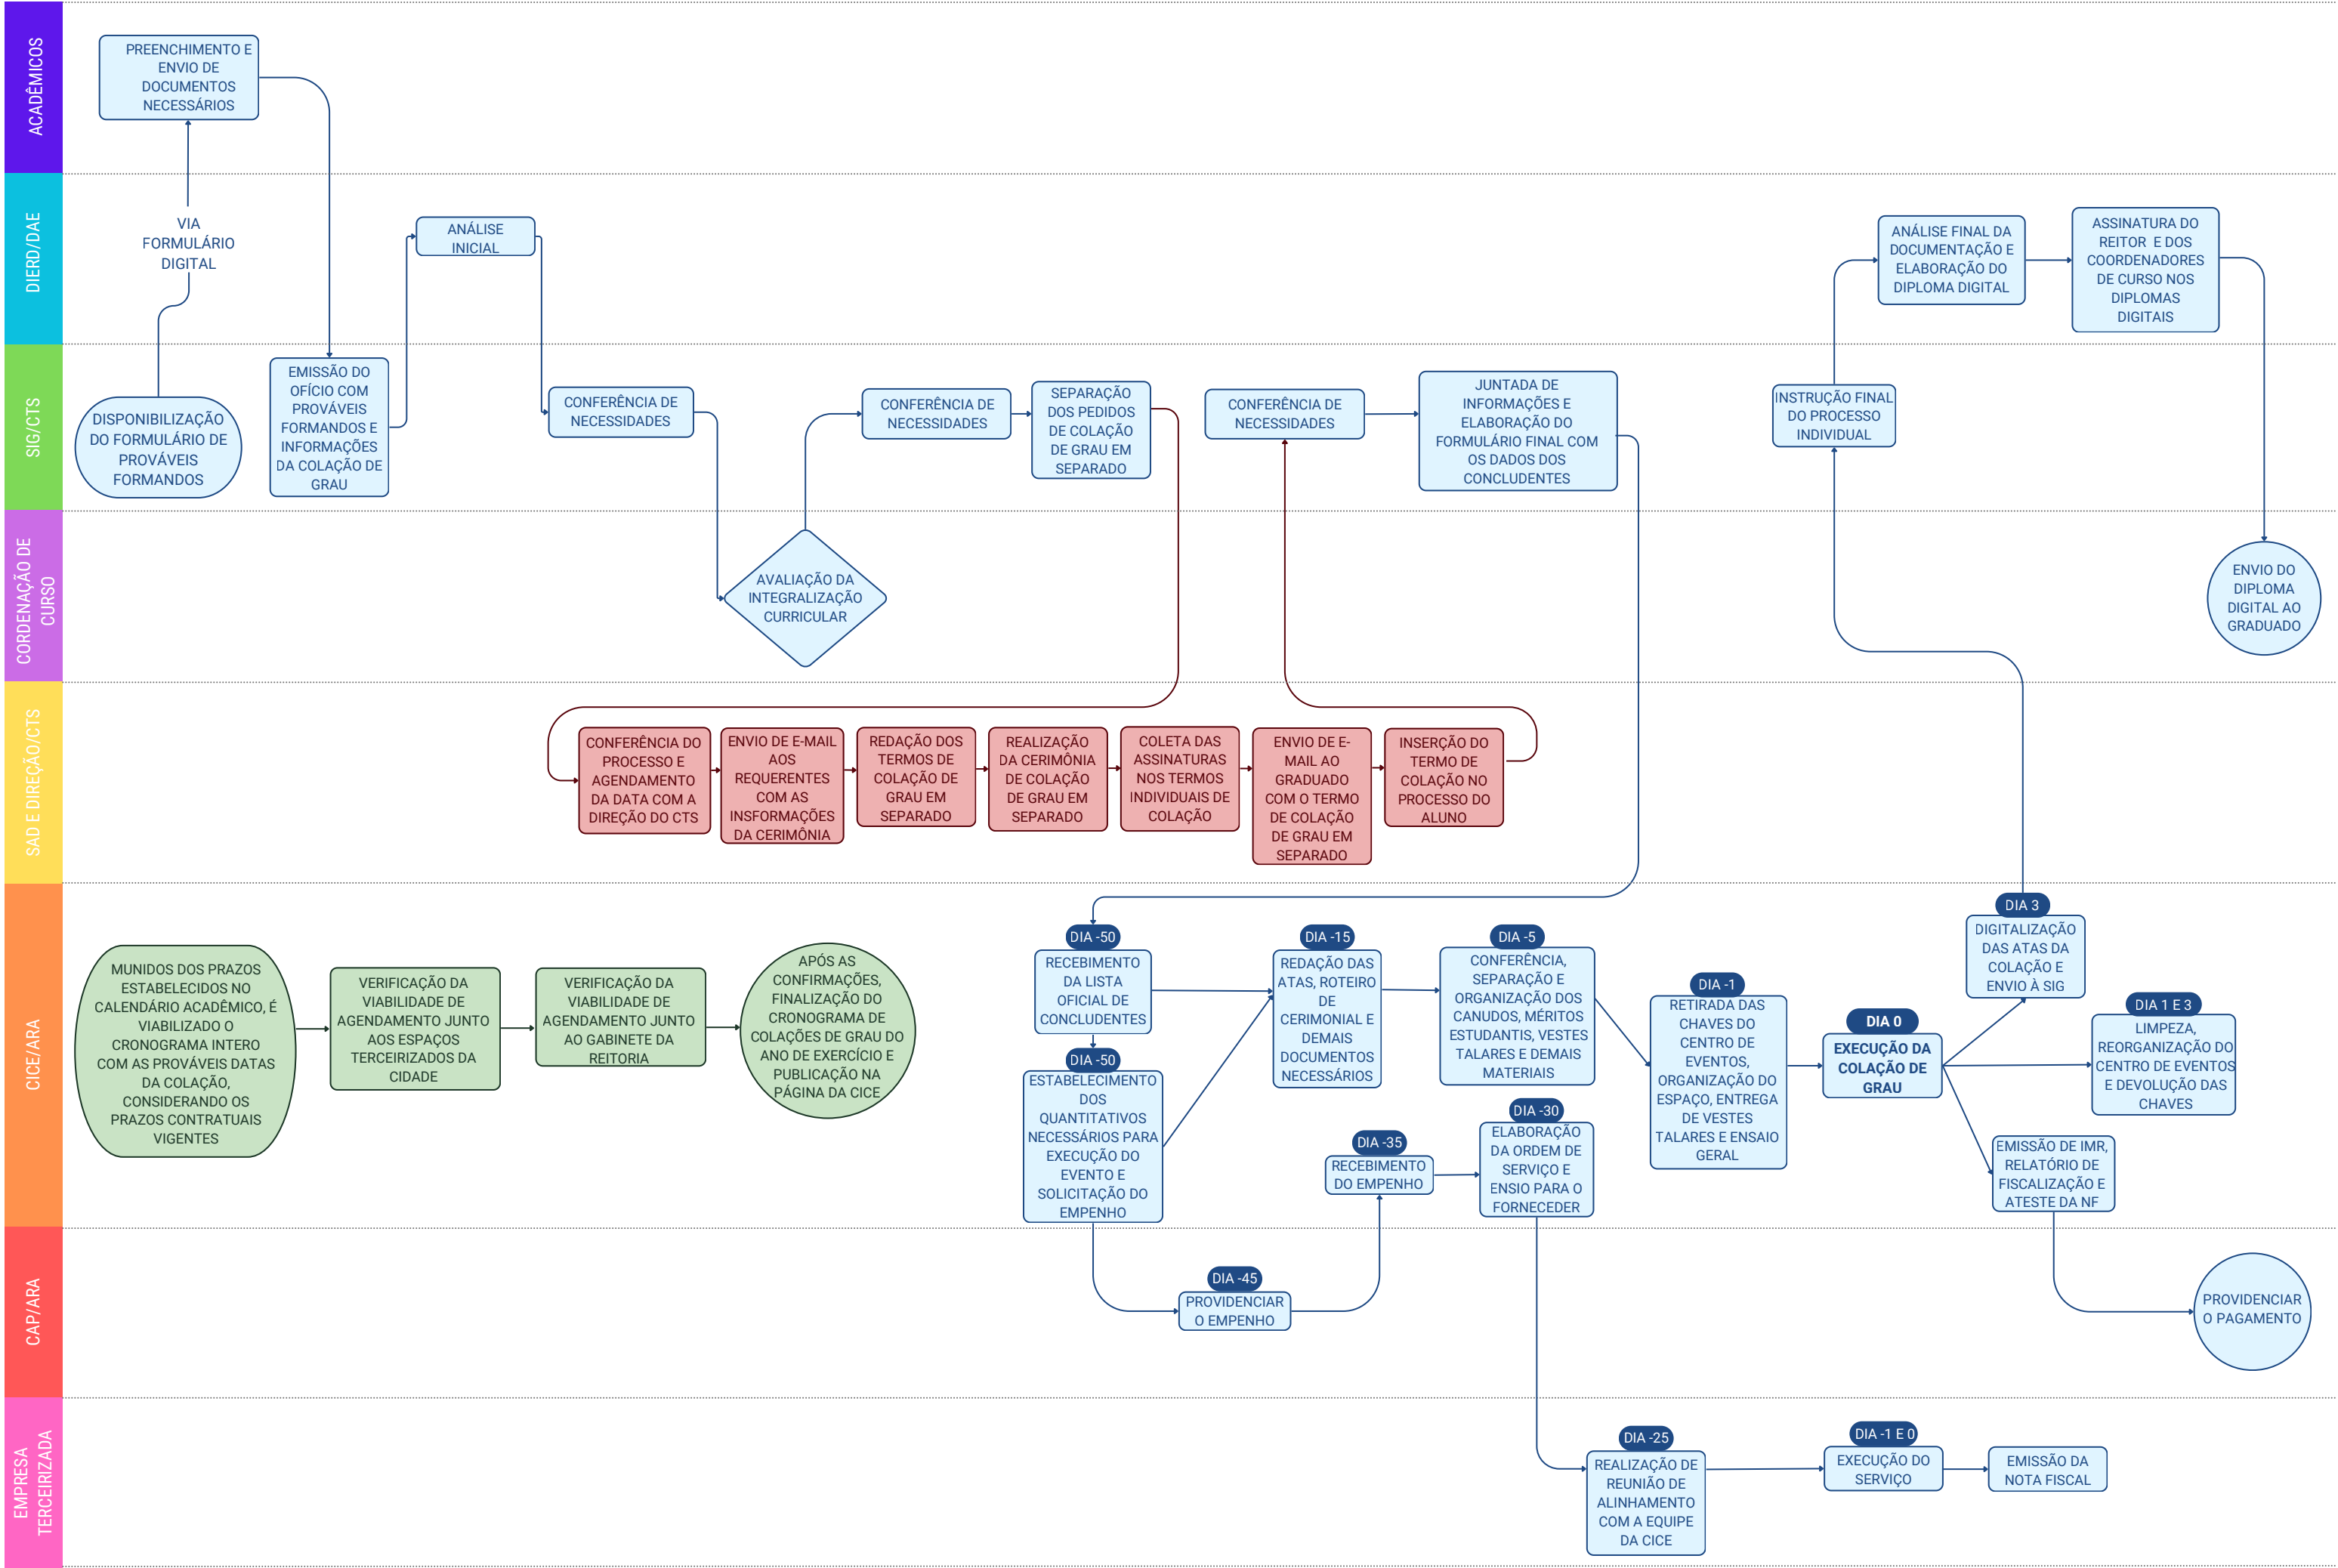 ACADÊMICOS
PREENCHIMENTO E
ENVIO DE
DOCUMENTOS
NECESSÁRIOS
DIERD/DAE
VIA
FORMULÁRIO
DIGITAL
ANÁLISE
INICIAL
ANÁLISE FINAL DA
DOCUMENTAÇÃO E
ELABORAÇÃO DO
DIPLOMA DIGITAL
ASSINATURA DO
REITOR E DOS
COORDENADORES
DE CURSO NOS
DIPLOMAS
DIGITAIS
SIG/CTS
DISPONIBILIZAÇÃO
DO FORMULÁRIO DE
PROVÁVEIS
FORMANDOS
EMISSÃO DO
OFÍCIO COM
PROVÁVEIS
FORMANDOS E
INFORMAÇÕES
DA COLAÇÃO DE
GRAU
CONFERÊNCIA DE
NECESSIDADES
CONFERÊNCIA DE
NECESSIDADES
SEPARAÇÃO
DOS PEDIDOS
DE COLAÇÃO
DE GRAU EM
SEPARADO
CONFERÊNCIA DE
NECESSIDADES
JUNTADA DE
INFORMAÇÕES E
ELABORAÇÃO DO
FORMULÁRIO FINAL COM
OS DADOS DOS
CONCLUDENTES
INSTRUÇÃO FINAL
DO PROCESSO
INDIVIDUAL
CORDENAÇÃO DE
CURSO
AVALIAÇÃO DA
INTEGRALIZAÇÃO
CURRICULAR
ENVIO DO
DIPLOMA
DIGITAL AO
GRADUADO
SAD E DIREÇÃO/CTS
CONFERÊNCIA DO
PROCESSO E
AGENDAMENTO
DA DATA COM A
DIREÇÃO DO CTS
ENVIO DE E-MAIL
AOS
REQUERENTES
COM AS
INSFORMAÇÕES
DA CERIMÔNIA
REDAÇÃO DOS
TERMOS DE
COLAÇÃO DE
GRAU EM
SEPARADO
REALIZAÇÃO
DA CERIMÔNIA
DE COLAÇÃO
DE GRAU EM
SEPARADO
COLETA DAS
ASSINATURAS
NOS TERMOS
INDIVIDUAIS DE
COLAÇÃO
ENVIO DE E-
MAIL AO
GRADUADO
COM O TERMO
DE COLAÇÃO
DE GRAU EM
SEPARADO
INSERÇÃO DO
TERMO DE
COLAÇÃO NO
PROCESSO DO
ALUNO
CICE/ARA
MUNIDOS DOS PRAZOS
ESTABELECIDOS NO
CALENDÁRIO ACADÊMICO, É
VIABILIZADO O
CRONOGRAMA INTERO
COM AS PROVÁVEIS DATAS
DA COLAÇÃO,
CONSIDERANDO OS
PRAZOS CONTRATUAIS
VIGENTES
VERIFICAÇÃO DA
VIABILIDADE DE
AGENDAMENTO JUNTO
AOS ESPAÇOS
TERCEIRIZADOS DA
CIDADE
VERIFICAÇÃO DA
VIABILIDADE DE
AGENDAMENTO JUNTO
AO GABINETE DA
REITORIA
APÓS AS
CONFIRMAÇÕES,
FINALIZAÇÃO DO
CRONOGRAMA DE
COLAÇÕES DE GRAU DO
ANO DE EXERCÍCIO E
PUBLICAÇÃO NA
PÁGINA DA CICE
DIA -50
RECEBIMENTO
DA LISTA
OFICIAL DE
CONCLUDENTES
DIA -50
ESTABELECIMENTO
DOS
QUANTITATIVOS
NECESSÁRIOS PARA
EXECUÇÃO DO
EVENTO E
SOLICITAÇÃO DO
EMPENHO
DIA -15
REDAÇÃO DAS
ATAS, ROTEIRO
DE
CERIMONIAL E
DEMAIS
DOCUMENTOS
NECESSÁRIOS
DIA -35
RECEBIMENTO
DO EMPENHO
DIA -5
CONFERÊNCIA,
SEPARAÇÃO E
ORGANIZAÇÃO DOS
CANUDOS, MÉRITOS
ESTUDANTIS, VESTES
TALARES E DEMAIS
MATERIAIS
DIA -30
ELABORAÇÃO
DA ORDEM DE
SERVIÇO E
ENSIO PARA O
FORNECEDER
DIA -1
RETIRADA DAS
CHAVES DO
CENTRO DE
EVENTOS,
ORGANIZAÇÃO DO
ESPAÇO, ENTREGA
DE VESTES
TALARES E ENSAIO
GERAL
DIA 0
EXECUÇÃO DA
COLAÇÃO DE
GRAU
DIA 3
DIGITALIZAÇÃO
DAS ATAS DA
COLAÇÃO E
ENVIO À SIG
DIA 1 E 3
LIMPEZA,
REORGANIZAÇÃO DO
CENTRO DE EVENTOS
E DEVOLUÇÃO DAS
CHAVES
EMISSÃO DE IMR,
RELATÓRIO DE
FISCALIZAÇÃO E
ATESTE DA NF
CAP/ARA
DIA -45
PROVIDENCIAR
O EMPENHO
PROVIDENCIAR
O PAGAMENTO
EMPRESA
TERCEIRIZADA
DIA -25
REALIZAÇÃO DE
REUNIÃO DE
ALINHAMENTO
COM A EQUIPE
DA CICE
DIA -1 E 0
EXECUÇÃO DO
SERVIÇO
EMISSÃO DA
NOTA FISCAL